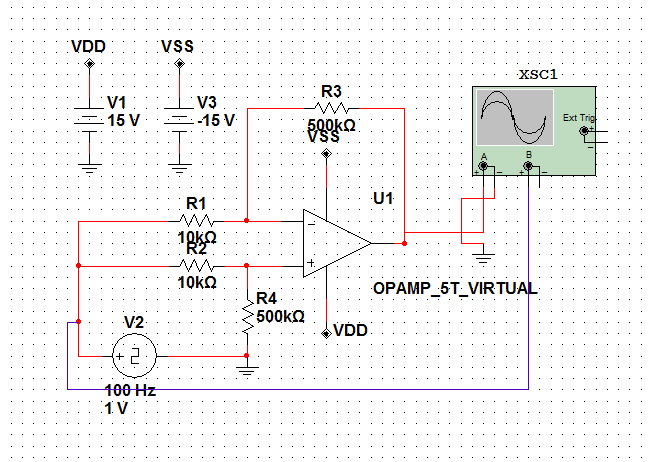 VDD
VSS
V1
15 V
V3
-15 V
R3
500kΩ
VSS
xsc1
Ext Trig
+
−
A
B
+
−
+
−
U1
R1
10kΩ
R2
10kΩ
−
+
R4
500kΩ
OPAMP_5T_VIRTUAL
VDD
V2
+
100 Hz
1 V